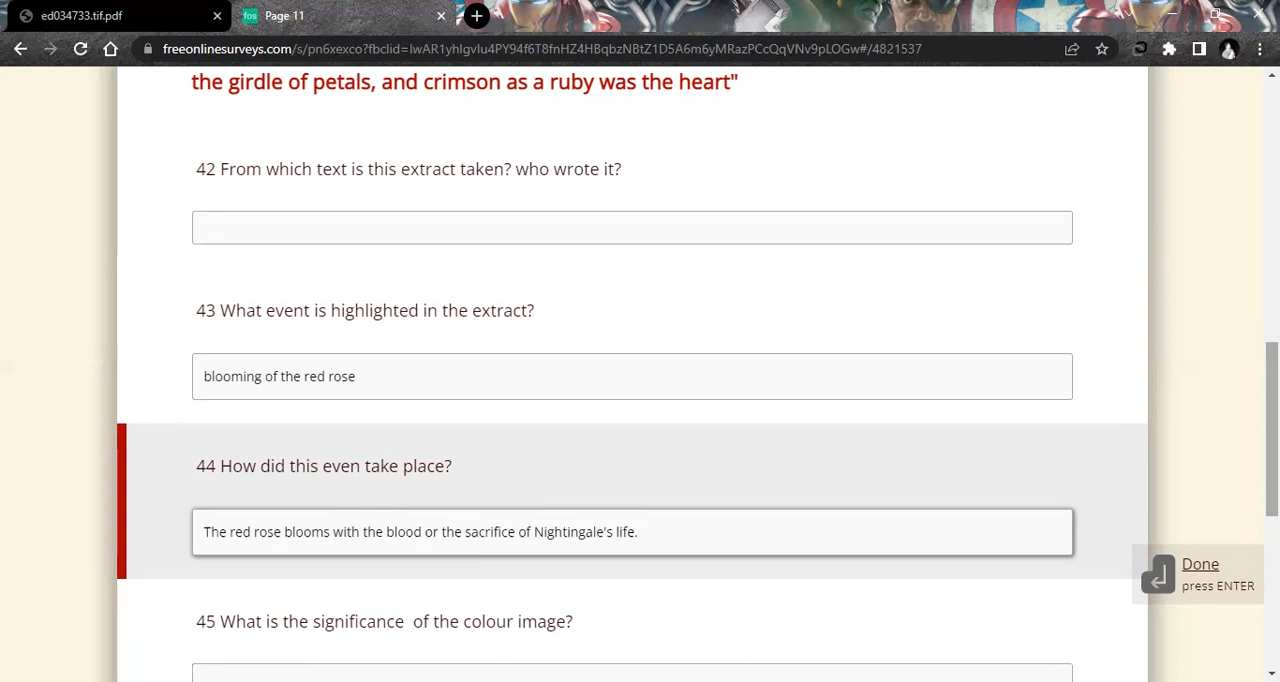 ed034733.tif.pdf
fos Page 11
freeonlinesurveys.com/s/pn6xexco?fbclid=IwAR1yhIgvIu4PY94f6T8fnHZ4HBqbzNBtZ1D5A6m6yMRazPCcQqVNv9pLOGw#/4821537
the girdle of petals, and crimson as a ruby was the heart"
42 From which text is this extract taken? who wrote it?
43 What event is highlighted in the extract?
blooming of the red rose
44 How did this even take place?
The red rose blooms with the blood or the sacrifice of Nightingale's life.
Done
press ENTER
45 What is the significance of the colour image?